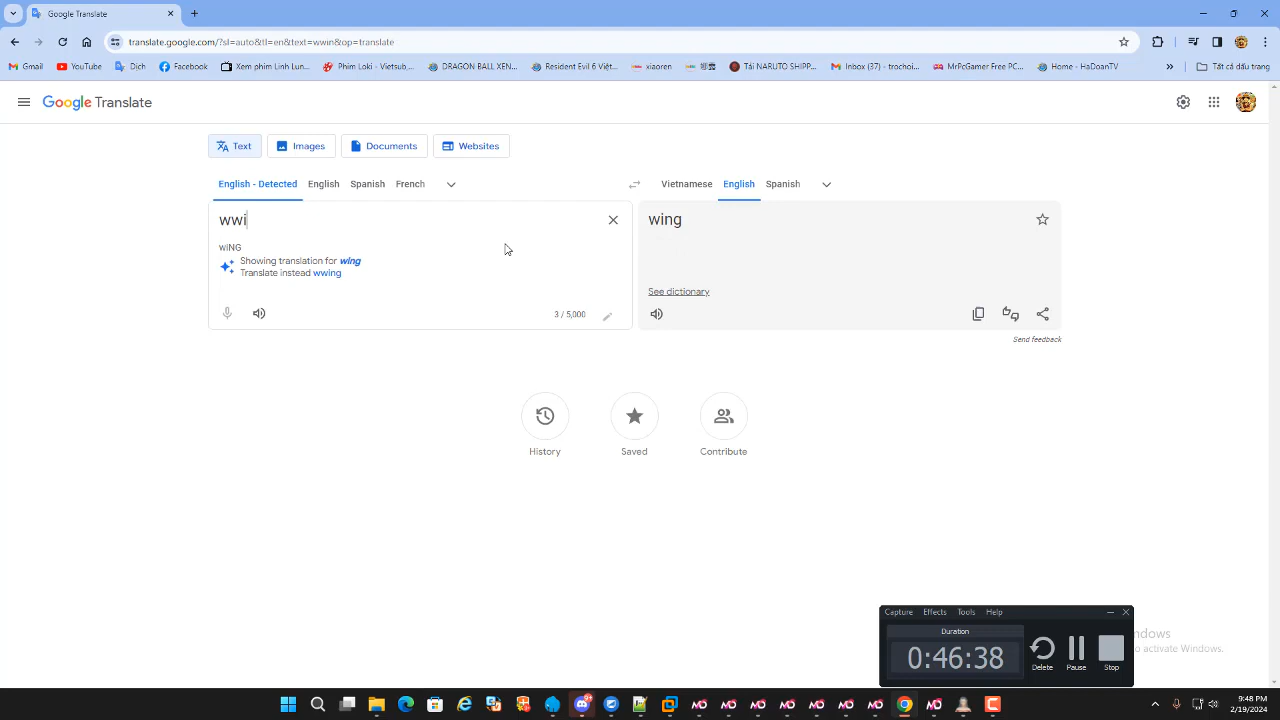 Google Translate
translate.google.com/?sl=auto&tl=en&text=wwin&op=translate
Gmail YouTube Dịch Facebook Xem phim Linh Lun... Phim Loki - Vietsub,... DRAGON BALL XEN... Resident Evil 6 Việt... xiaoren Tải NARUTO SHIPP... Inbox (37) - trochoi... MrPcGamer Free PC... Home - HaDoanTV » Tất cả dấu trang
Google Translate
Text Images Documents Websites
English - Detected English Spanish French Vietnamese English Spanish
wwi
wing
wiNG
Showing translation for wing
Translate instead wwing
See dictionary
3 / 5,000
Send feedback
History Saved Contribute
Capture Effects Tools Help
Duration
0:46:38
Delete Pause Stop
ndows
o activate Windows.
9:48 PM
2/19/2024